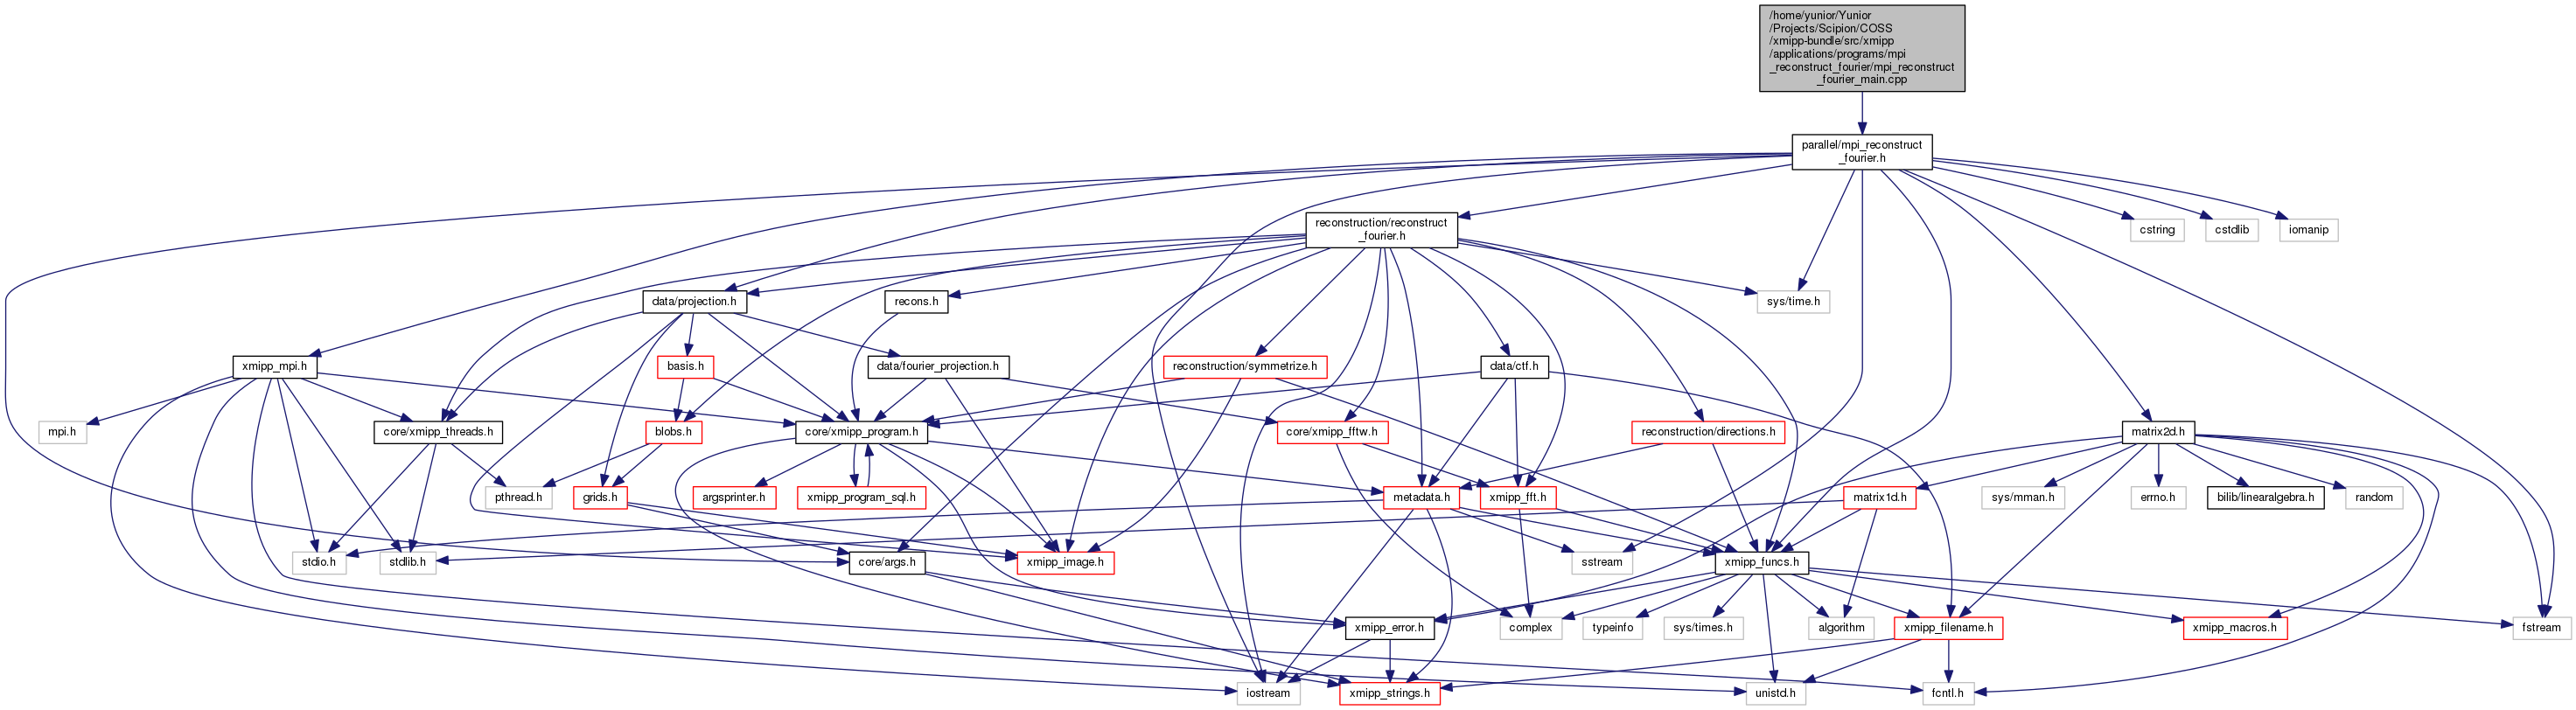 /home/yunior/Yunior
/Projects/Scipion/COSS
/xmipp-bundle/src/xmipp
/applications/programs/mpi
_reconstruct_fourier/mpi_reconstruct
_fourier_main.cpp
parallel/mpi_reconstruct
_fourier.h
reconstruction/reconstruct
_fourier.h
cstring
cstdlib
iomanip
data/projection.h
recons.h
sys/time.h
xmipp_mpi.h
basis.h
data/fourier_projection.h
reconstruction/symmetrize.h
data/ctf.h
mpi.h
core/xmipp_threads.h
blobs.h
core/xmipp_program.h
core/xmipp_fftw.h
reconstruction/directions.h
matrix2d.h
pthread.h
grids.h
argsprinter.h
xmipp_program_sql.h
metadata.h
xmipp_fft.h
matrix1d.h
sys/mman.h
errno.h
bilib/linearalgebra.h
random
stdio.h
stdlib.h
core/args.h
xmipp_image.h
sstream
xmipp_funcs.h
xmipp_error.h
complex
typeinfo
sys/times.h
algorithm
xmipp_filename.h
xmipp_macros.h
fstream
iostream
xmipp_strings.h
unistd.h
fcntl.h